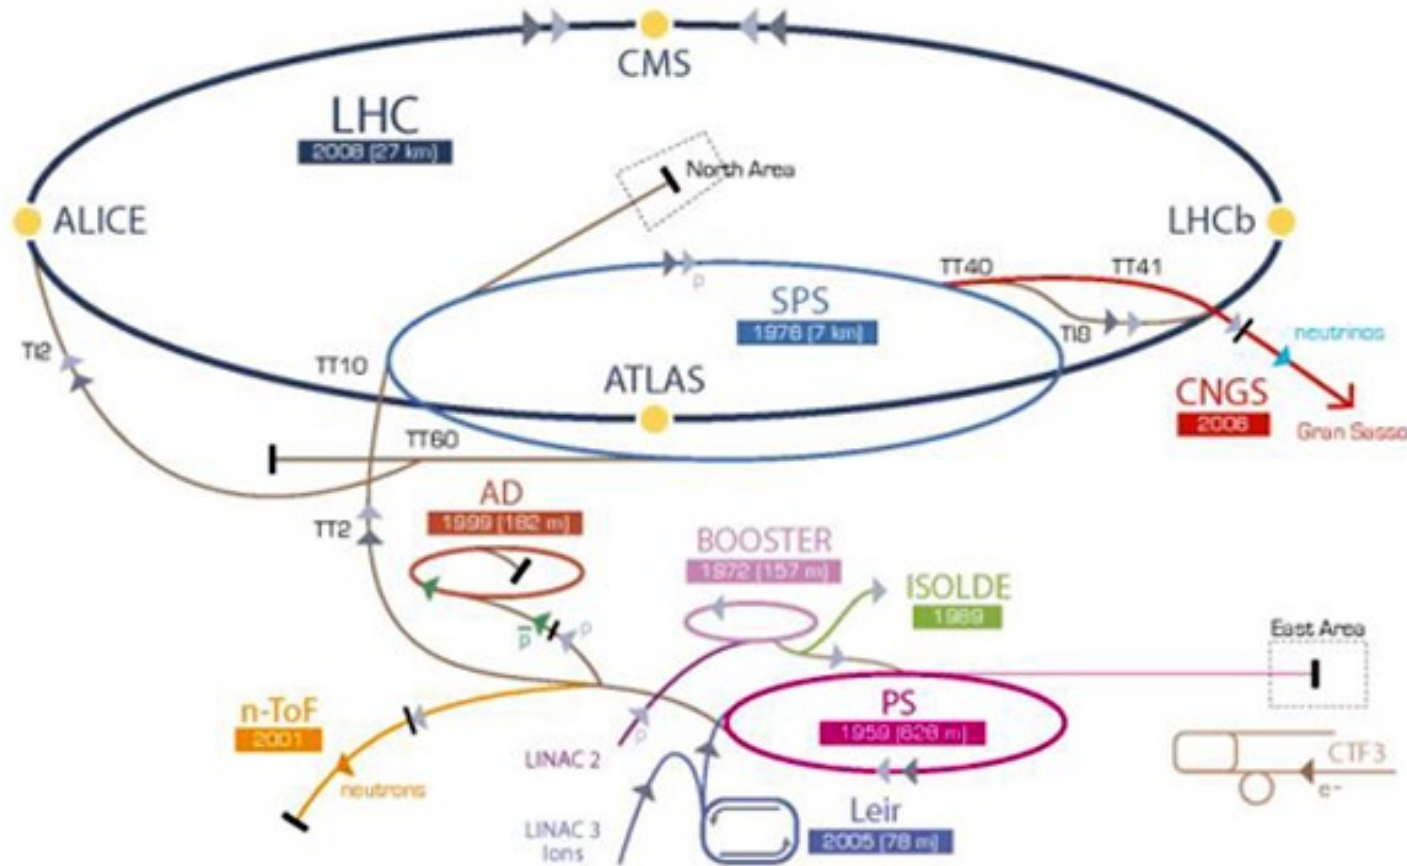 CMS
LHC
2008 (27 km)
North Area
ALICE
LHCb
TT40
TT41
SPS
1976 (7 km)
p
TI8
neutrinos
TI2
TT10
ATLAS
CNGS
2006
Gran Sasso
TT60
AD
1999 (182 m)
TT2
BOOSTER
1972 (157 m)
ISOLDE
1989
p
p̅
East Area
n-ToF
2001
PS
1959 (628 m)
p
LINAC 2
neutrons
CTF3
e-
Leir
2005 (78 m)
LINAC 3
Ions